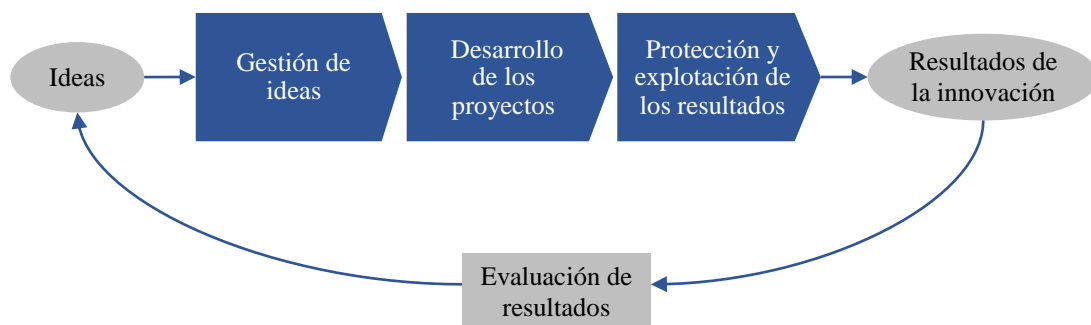 Ideas
Gestión de
ideas
Desarrollo
de los
proyectos
Protección y
explotación de
los resultados
Resultados de
la innovación
Evaluación de
resultados